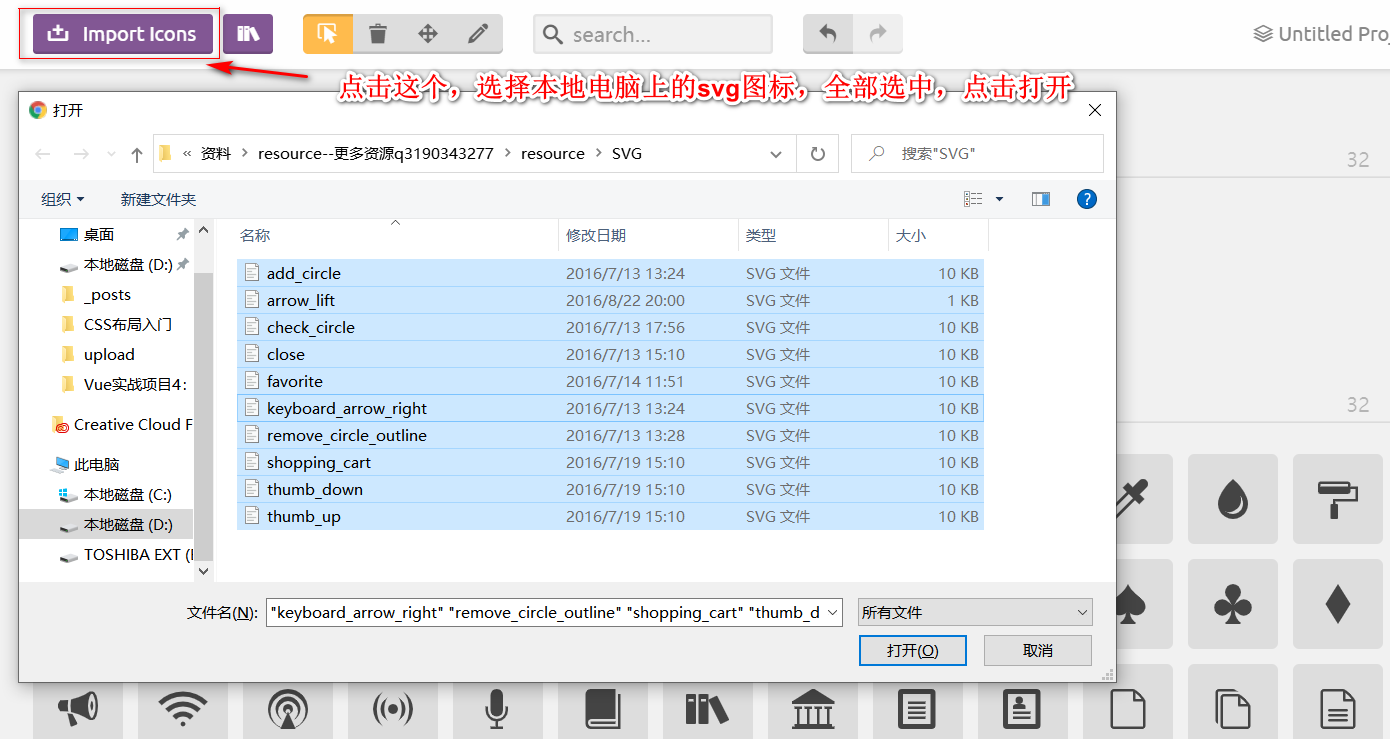 Import Icons
search...
Untitled Proj
点击这个，选择本地电脑上的svg图标，全部选中，点击打开
打开
« 资料 › resource--更多资源q3190343277 › resource › SVG
搜索"SVG"
32
组织
新建文件夹
桌面
本地磁盘 (D:)
_posts
CSS布局入门
upload
Vue实战项目4:
Creative Cloud F
此电脑
本地磁盘 (C:)
本地磁盘 (D:)
TOSHIBA EXT (
名称 修改日期 类型 大小
add_circle 2016/7/13 13:24 SVG 文件 10 KB
arrow_lift 2016/8/22 20:00 SVG 文件 1 KB
check_circle 2016/7/13 17:56 SVG 文件 10 KB
close 2016/7/13 15:10 SVG 文件 10 KB
favorite 2016/7/14 11:51 SVG 文件 10 KB
keyboard_arrow_right 2016/7/13 13:24 SVG 文件 10 KB
remove_circle_outline 2016/7/13 13:28 SVG 文件 10 KB
shopping_cart 2016/7/19 15:10 SVG 文件 10 KB
thumb_down 2016/7/19 15:10 SVG 文件 10 KB
thumb_up 2016/7/19 15:10 SVG 文件 10 KB
32
文件名(N): "keyboard_arrow_right" "remove_circle_outline" "shopping_cart" "thumb_d
所有文件
打开(O)
取消